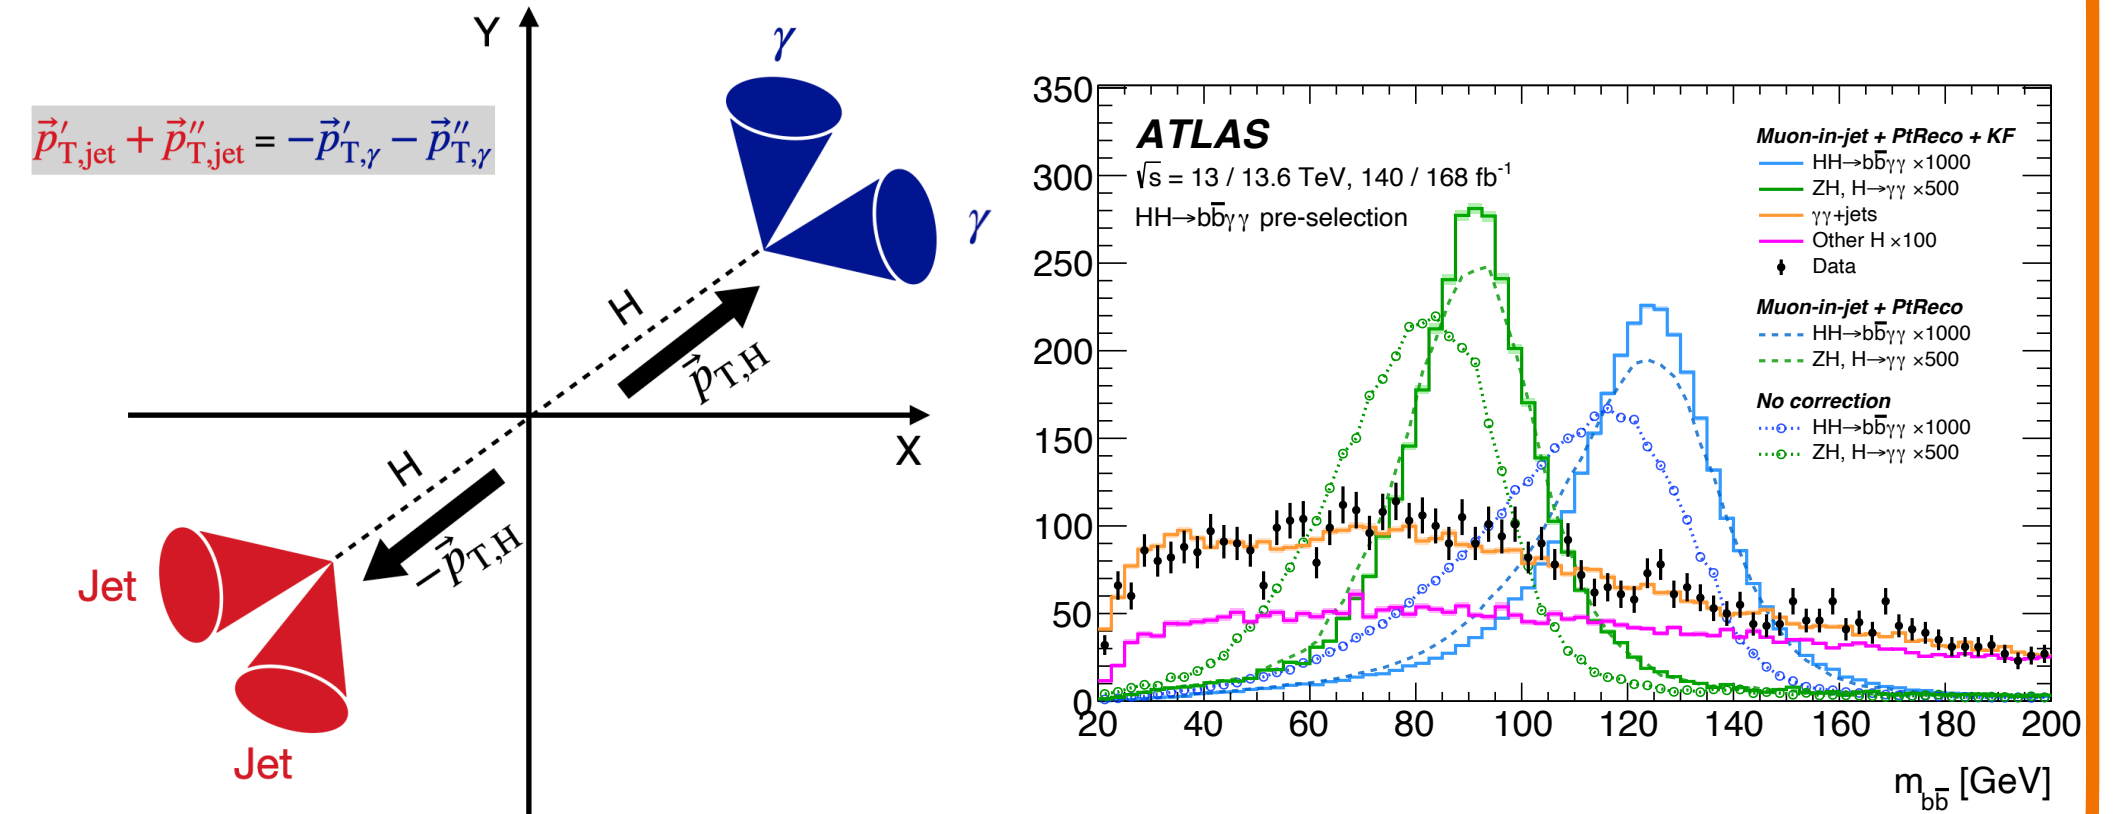 Y
γ
γ
p⃗′T,jet + p⃗″T,jet = −p⃗′T,γ − p⃗″T,γ
H
p⃗T,H
X
H
−p⃗T,H
Jet
Jet
350
300
250
200
150
100
50
0
ATLAS
√s = 13 / 13.6 TeV, 140 / 168 fb⁻¹
HH→bb̅γγ pre-selection
Muon-in-jet + PtReco + KF
HH→bb̅γγ ×1000
ZH, H→γγ ×500
γγ+jets
Other H ×100
Data
Muon-in-jet + PtReco
HH→bb̅γγ ×1000
ZH, H→γγ ×500
No correction
HH→bb̅γγ ×1000
ZH, H→γγ ×500
20 40 60 80 100 120 140 160 180 200
mbb̅ [GeV]